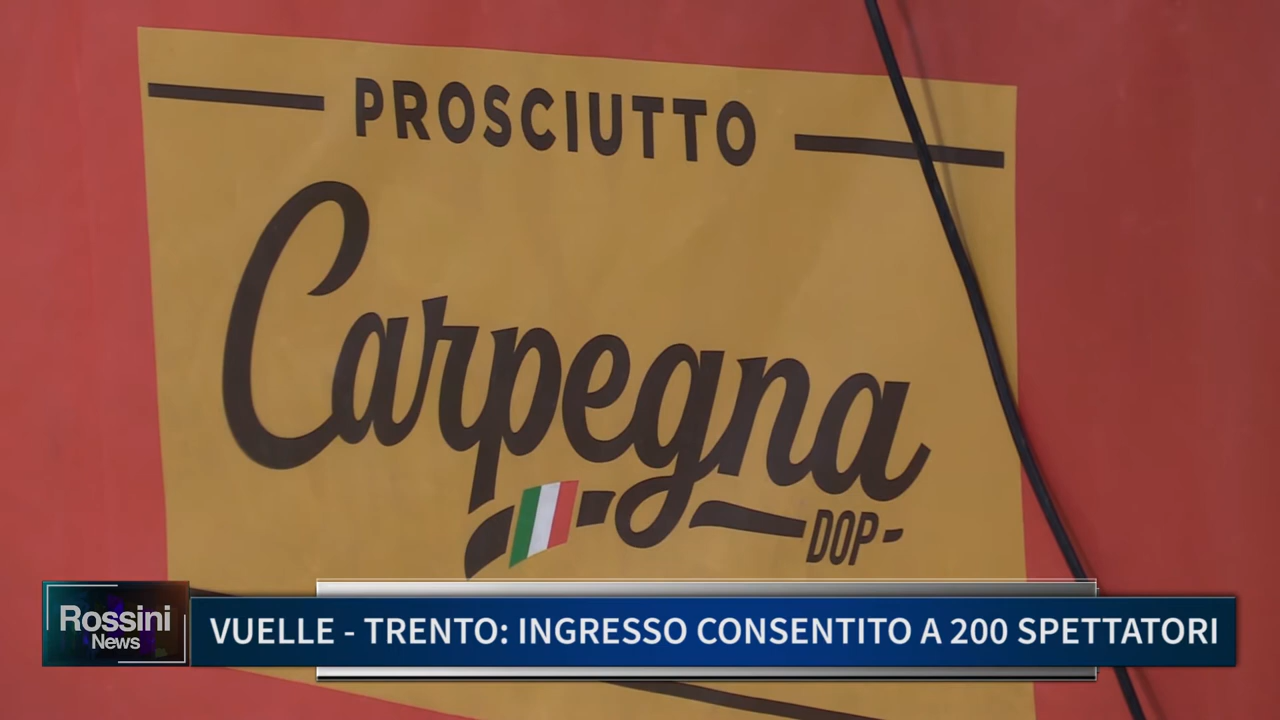 PROSCIUTTO
Carpegna
DOP
Rossini
News
VUELLE - TRENTO: INGRESSO CONSENTITO A 200 SPETTATORI